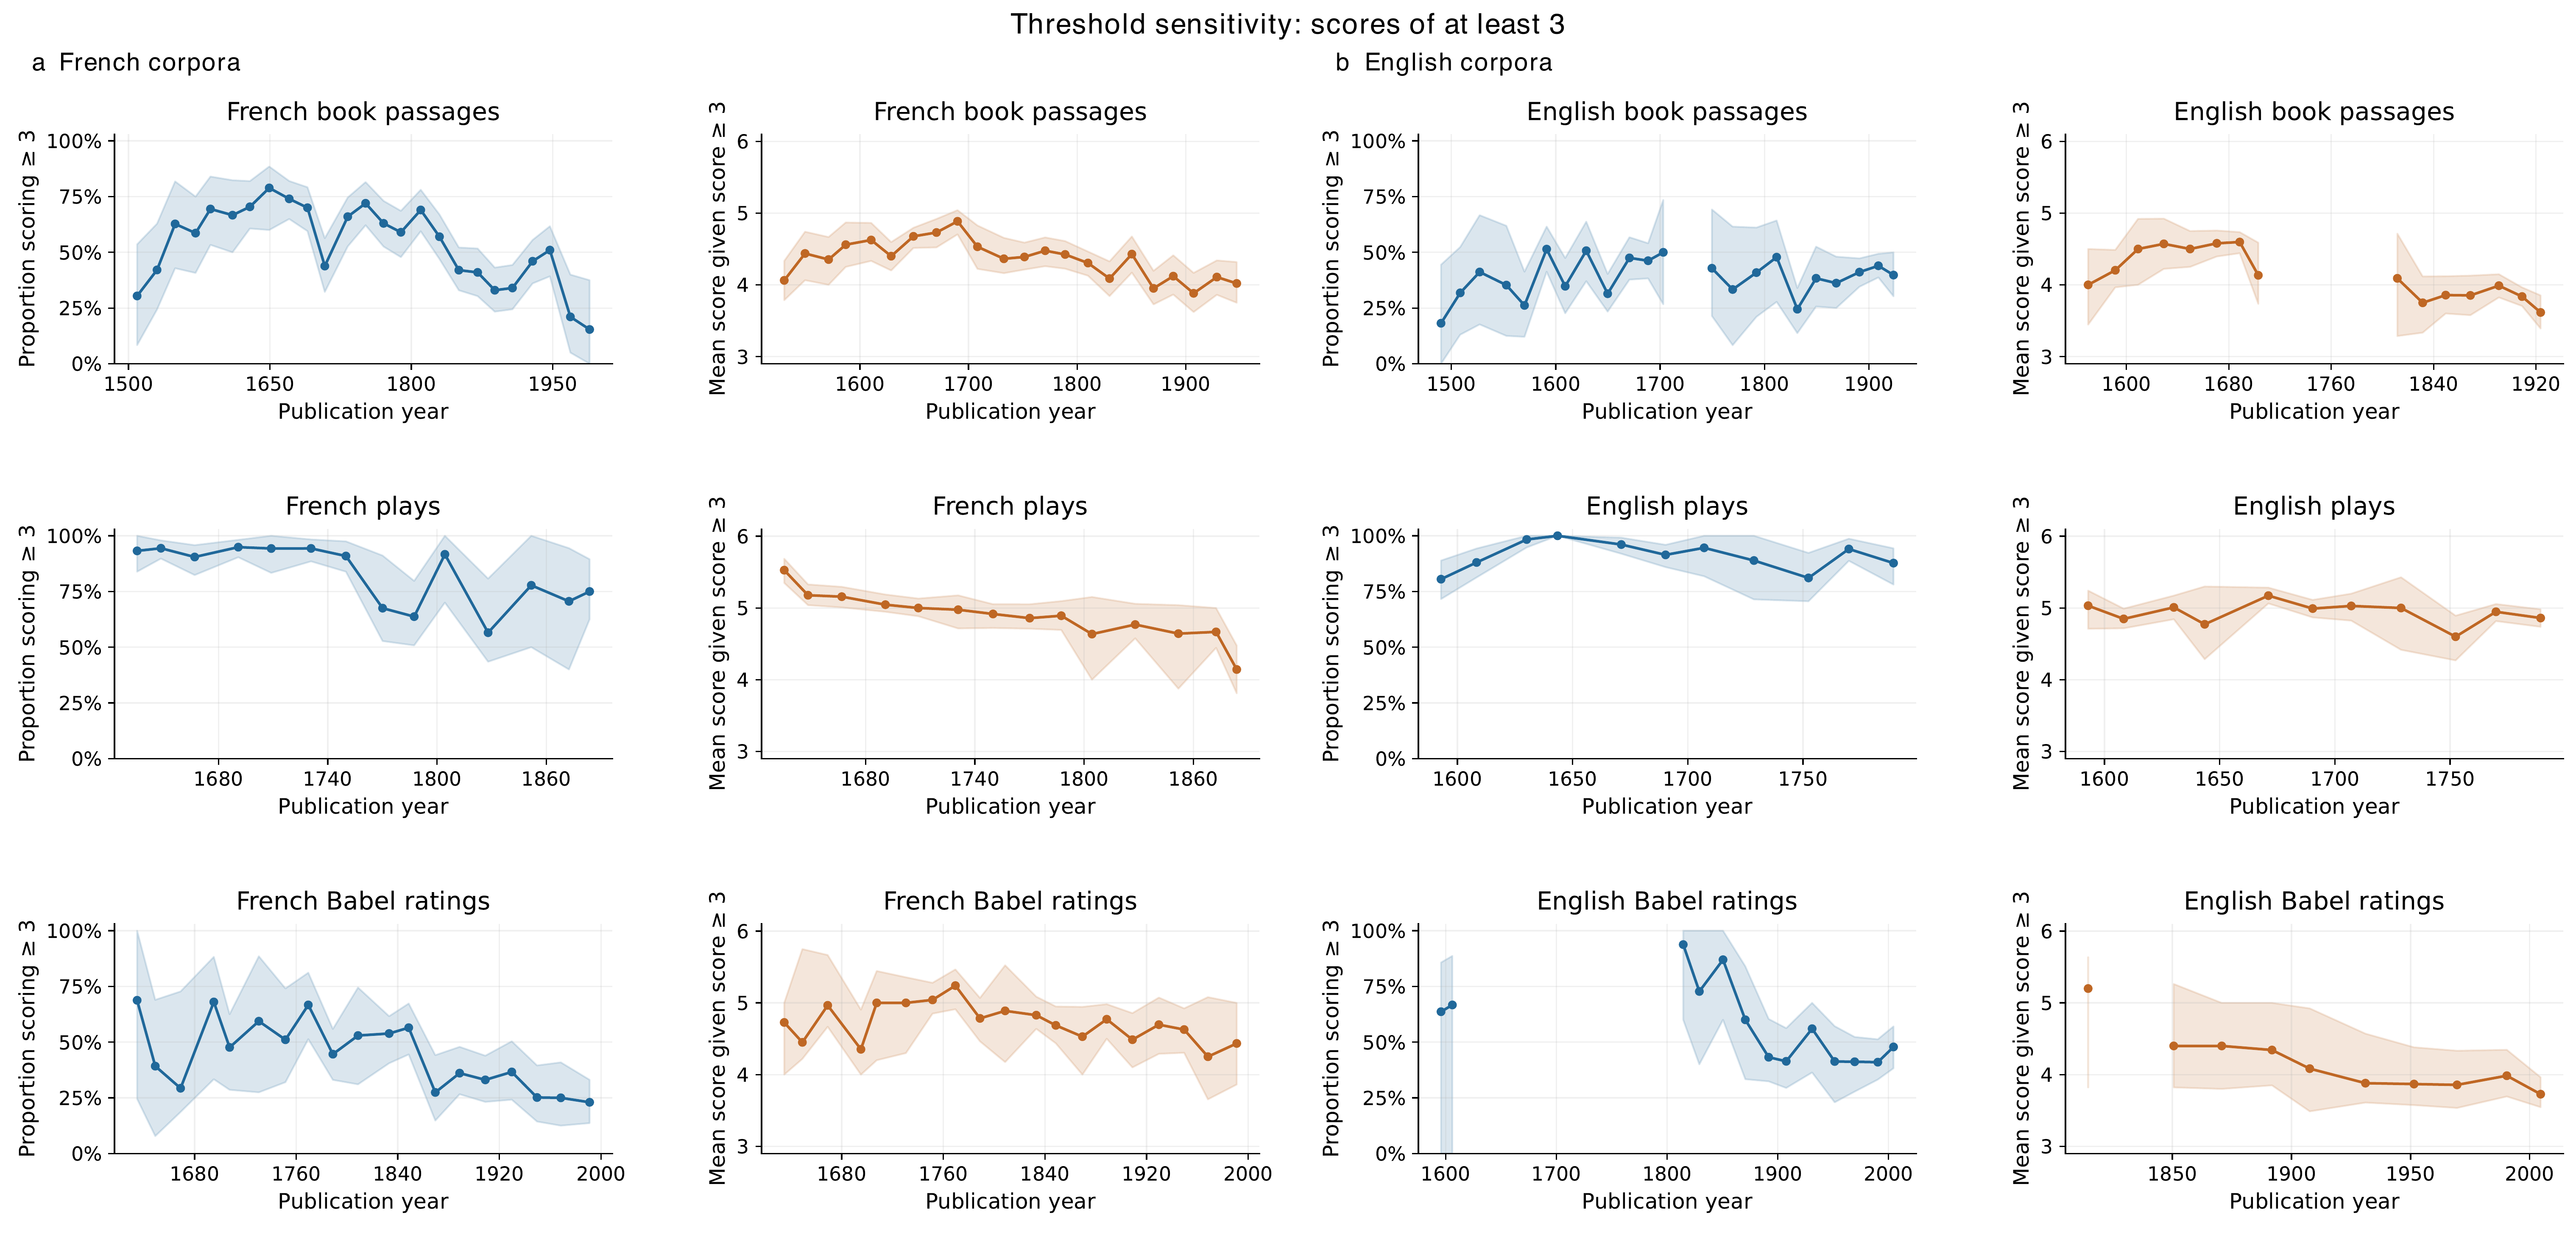 Threshold sensitivity: scores of at least 3
a French corpora
b English corpora
French book passages
Proportion scoring ≥ 3
100%
75%
50%
25%
0%
1500 1650 1800 1950
Publication year
French book passages
Mean score given score ≥ 3
6
5
4
3
1600 1700 1800 1900
Publication year
English book passages
Proportion scoring ≥ 3
100%
75%
50%
25%
0%
1500 1600 1700 1800 1900
Publication year
English book passages
Mean score given score ≥ 3
6
5
4
3
1600 1680 1760 1840 1920
Publication year
French plays
Proportion scoring ≥ 3
100%
75%
50%
25%
0%
1680 1740 1800 1860
Publication year
French plays
Mean score given score ≥ 3
6
5
4
3
1680 1740 1800 1860
Publication year
English plays
Proportion scoring ≥ 3
100%
75%
50%
25%
0%
1600 1650 1700 1750
Publication year
English plays
Mean score given score ≥ 3
6
5
4
3
1600 1650 1700 1750
Publication year
French Babel ratings
Proportion scoring ≥ 3
100%
75%
50%
25%
0%
1680 1760 1840 1920 2000
Publication year
French Babel ratings
Mean score given score ≥ 3
6
5
4
3
1680 1760 1840 1920 2000
Publication year
English Babel ratings
Proportion scoring ≥ 3
100%
75%
50%
25%
0%
1600 1700 1800 1900 2000
Publication year
English Babel ratings
Mean score given score ≥ 3
6
5
4
3
1850 1900 1950 2000
Publication year